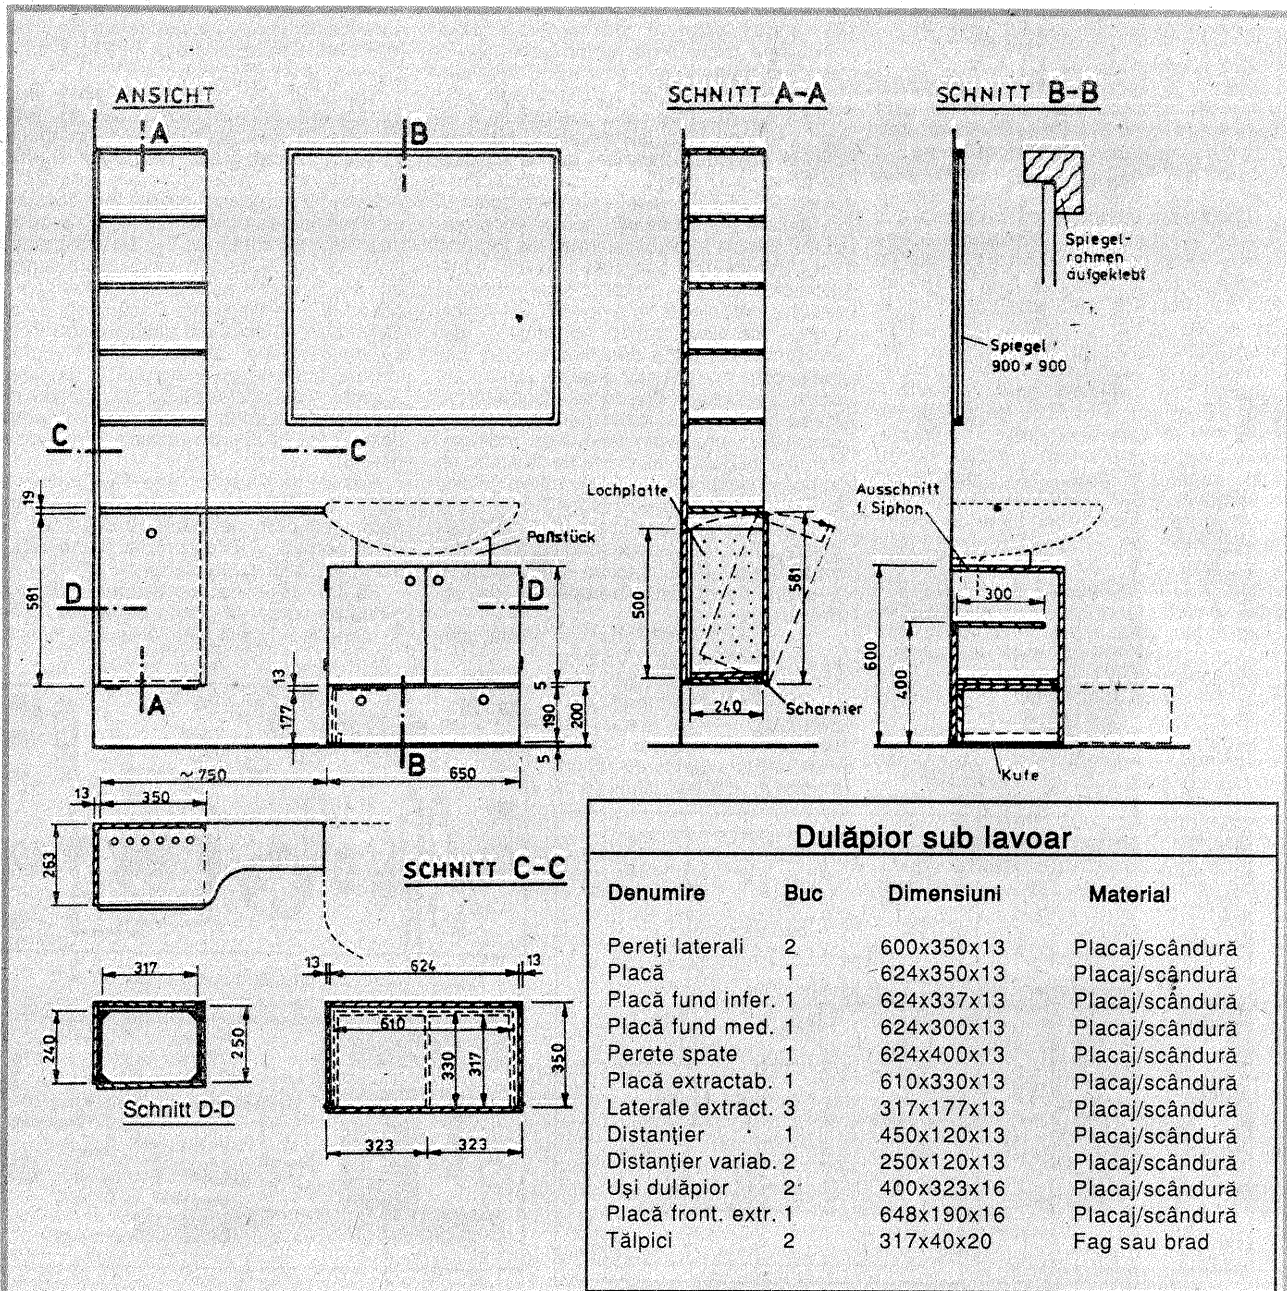 ANSICHT
SCHNITT A-A
SCHNITT B-B
A
B
Spiegel-
rahmen
aufgeklebt
Spiegel
900 x 900
C
C
19
Lochplatte
Ausschnitt
f. Siphon
Paßstück
581
D
D
500
581
300
600
400
13
177
A
B
5
190
200
5
240
Scharnier
Kufe
~ 750
650
13
350
263
SCHNITT C-C
317
13
624
13
240
250
610
330
317
350
Schnitt D-D
323
323
Dulăpior sub lavoar
Denumire Buc Dimensiuni Material
Pereți laterali 2 600x350x13 Placaj/scândură
Placă 1 624x350x13 Placaj/scândură
Placă fund infer. 1 624x337x13 Placaj/scândură
Placă fund med. 1 624x300x13 Placaj/scândură
Perete spate 1 624x400x13 Placaj/scândură
Placă extractab. 1 610x330x13 Placaj/scândură
Laterale extract. 3 317x177x13 Placaj/scândură
Distanțier 1 450x120x13 Placaj/scândură
Distanțier variab. 2 250x120x13 Placaj/scândură
Uși dulăpior 2 400x323x16 Placaj/scândură
Placă front. extr. 1 648x190x16 Placaj/scândură
Tălpici 2 317x40x20 Fag sau brad